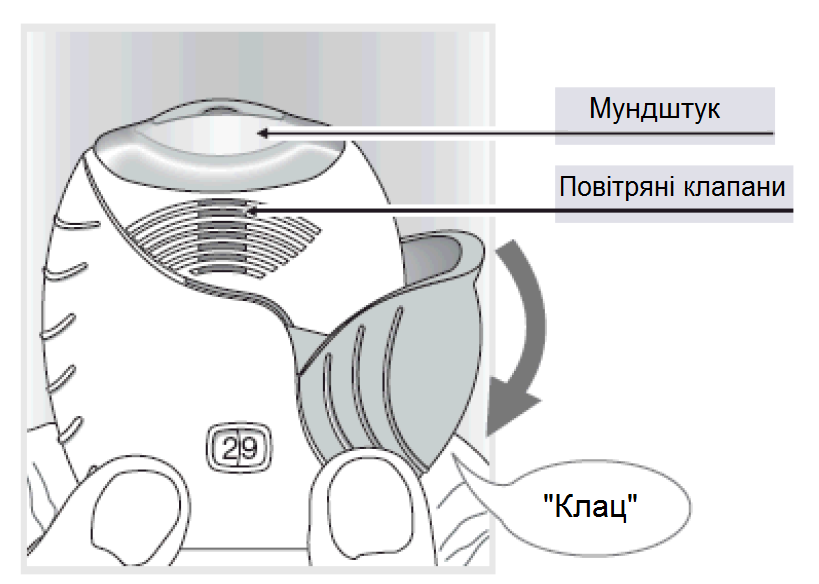 Мундштук
Повітряні клапани
29
"Клац"